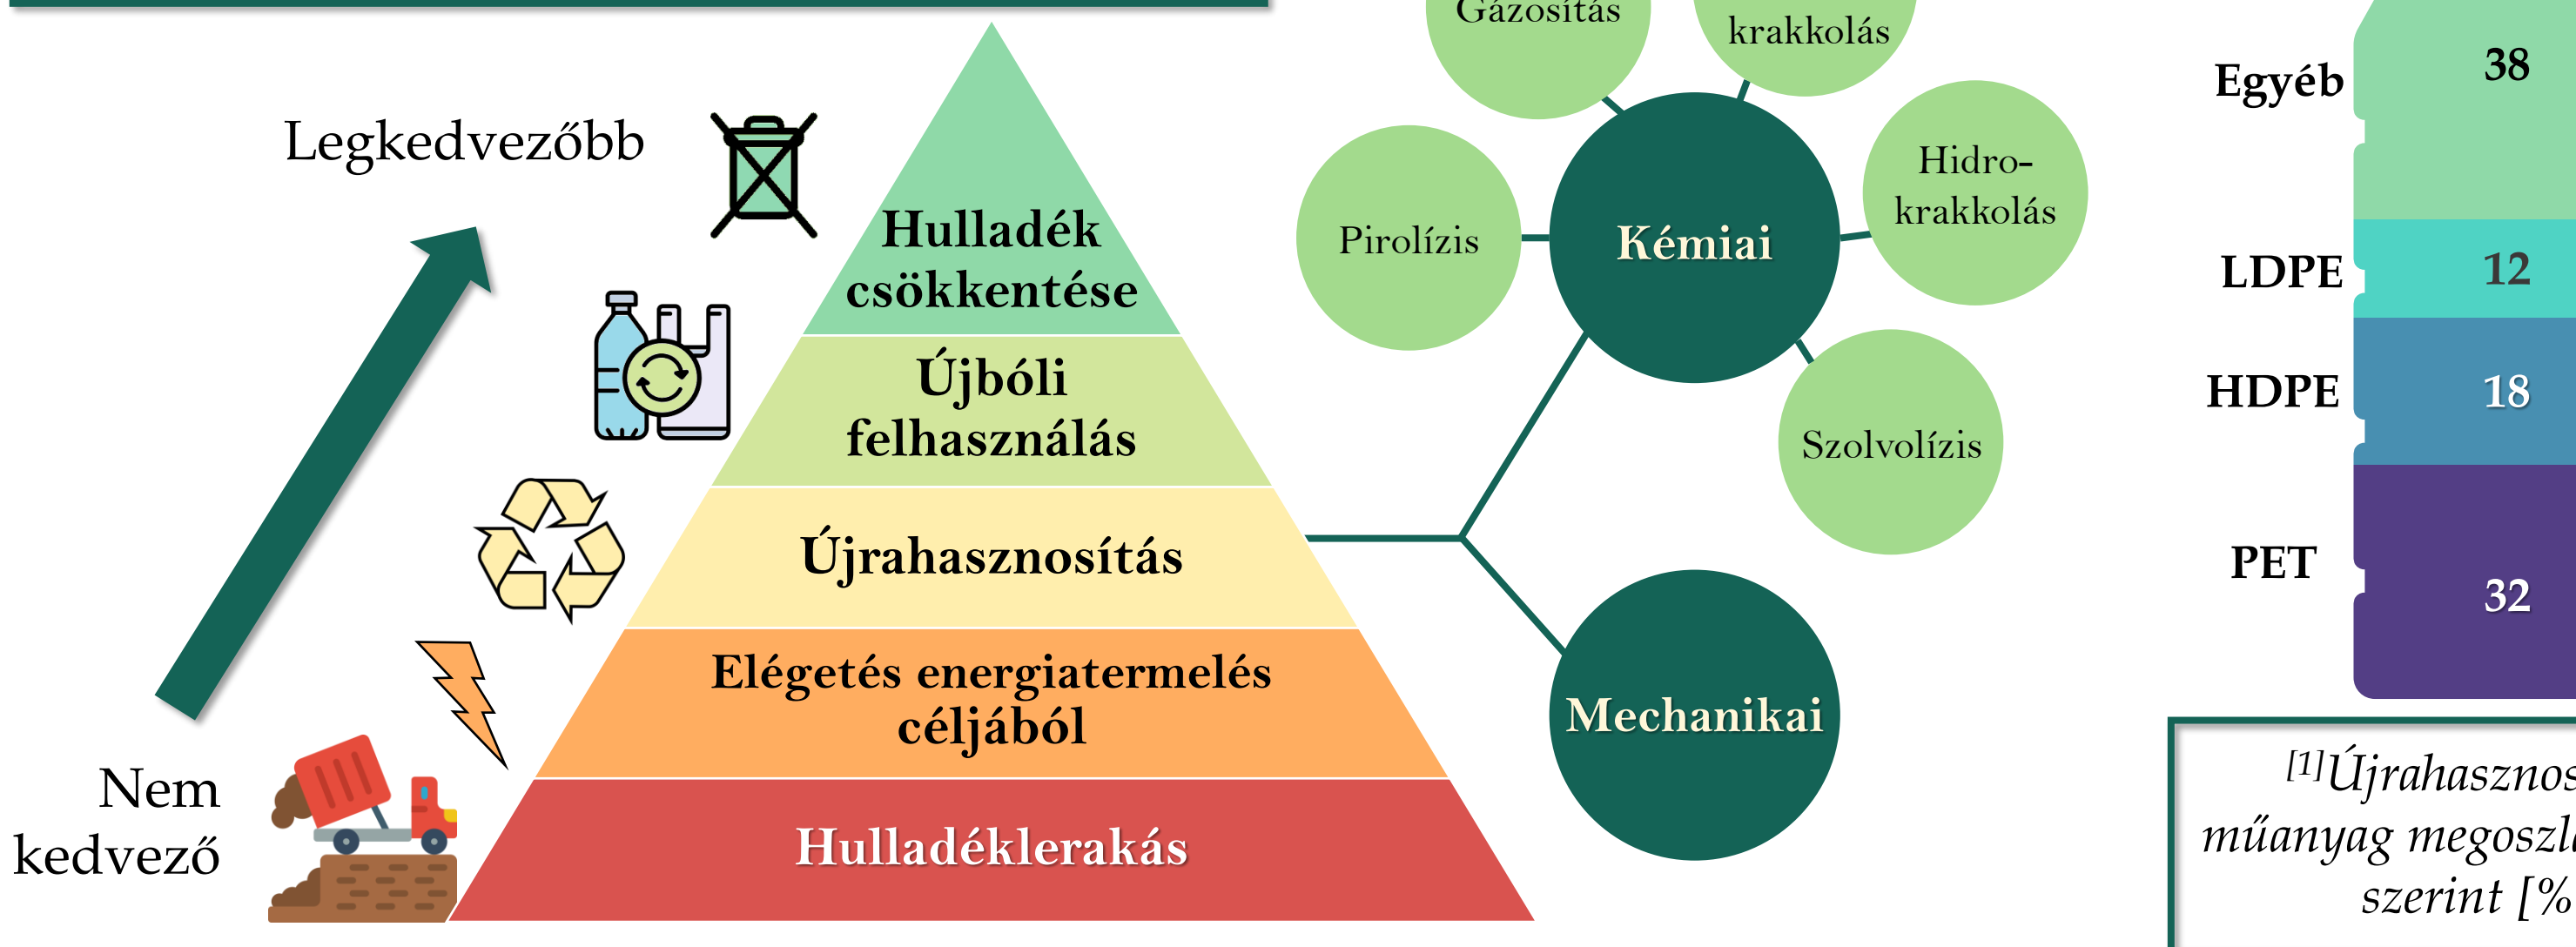 Legkedvezőbb
Nem
kedvező
Hulladék
csökkentése
Újbóli
felhasználás
Újrahasznosítás
Elégetés energiatermelés
céljából
Hulladéklerakás
Gázosítás
krakkolás
Hidro-
krakkolás
Pirolízis
Kémiai
Szolvolízis
Mechanikai
Egyéb
38
LDPE
12
HDPE
18
PET
32
[1]Újrahasznos
műanyag megoszl
szerint [%